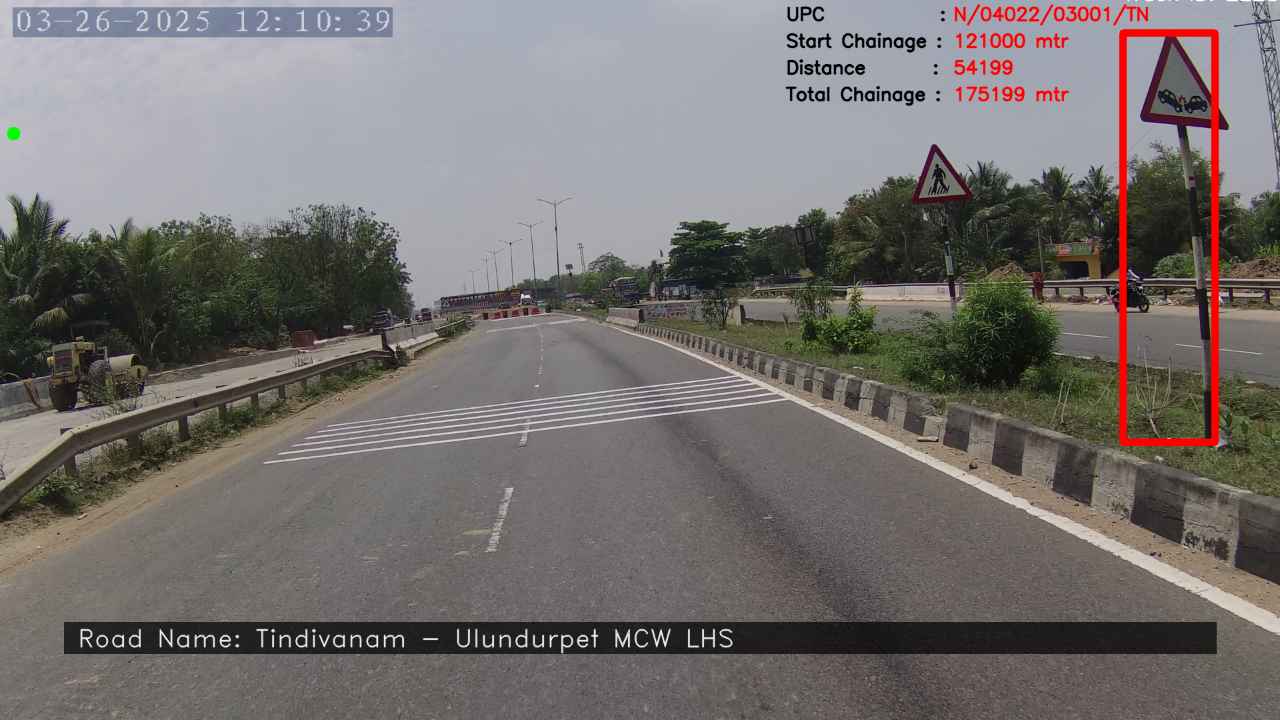 03-26-2025 12:10:39
UPC : N/04022/03001/TN
Start Chainage : 121000 mtr
Distance : 54199
Total Chainage : 175199 mtr
Road Name: Tindivanam - Ulundurpet MCW LHS